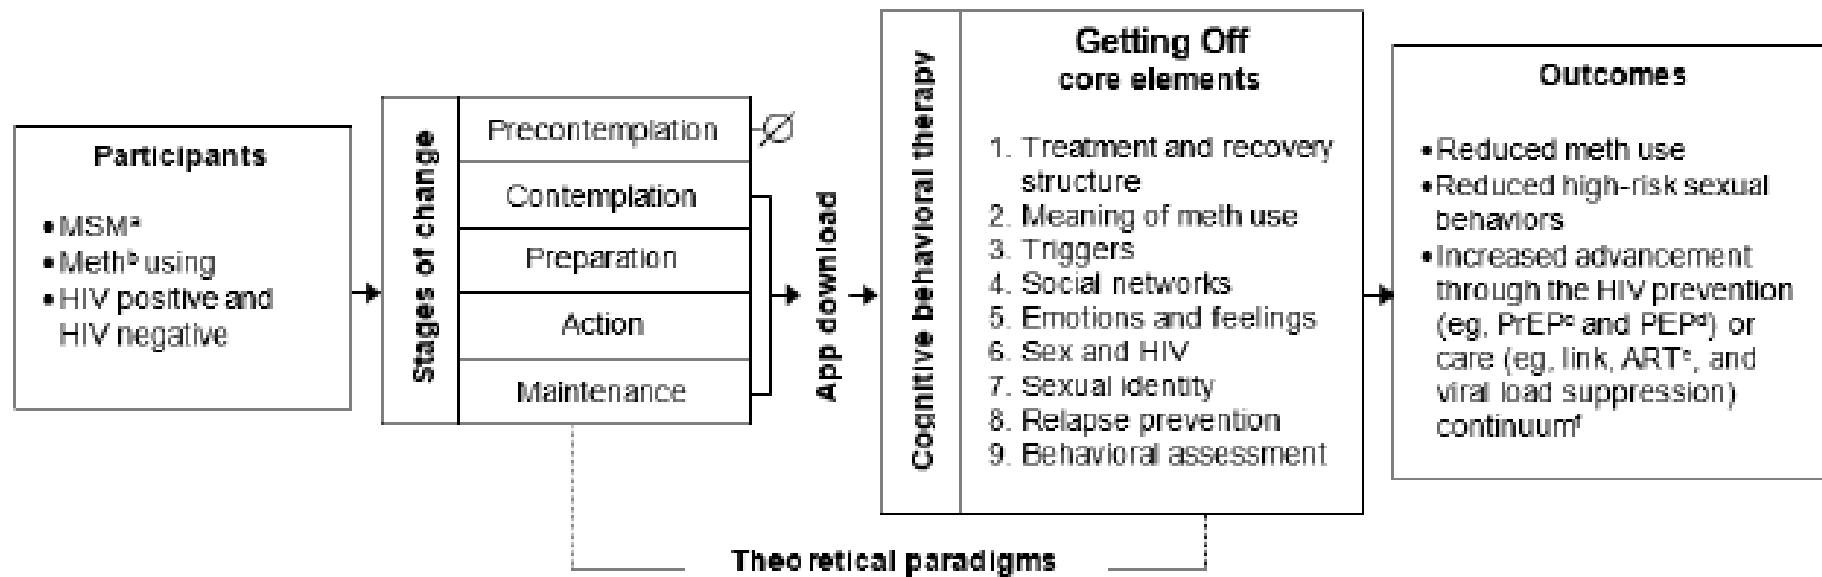 Participants
•MSMᵃ
•Methᵇ using
•HIV positive and
HIV negative
Stages of change
Precontemplation
Contemplation
Preparation
Action
Maintenance
App download
Cognitive behavioral therapy
Getting Off
core elements
1. Treatment and recovery
structure
2. Meaning of meth use
3. Triggers
4. Social networks
5. Emotions and feelings
6. Sex and HIV
7. Sexual identity
8. Relapse prevention
9. Behavioral assessment
Outcomes
•Reduced meth use
•Reduced high-risk sexual
behaviors
•Increased advancement
through the HIV prevention
(eg, PrEPᶜ and PEPᵈ) or
care (eg, link, ARTᵉ, and
viral load suppression)
continuumᶠ
Theoretical paradigms